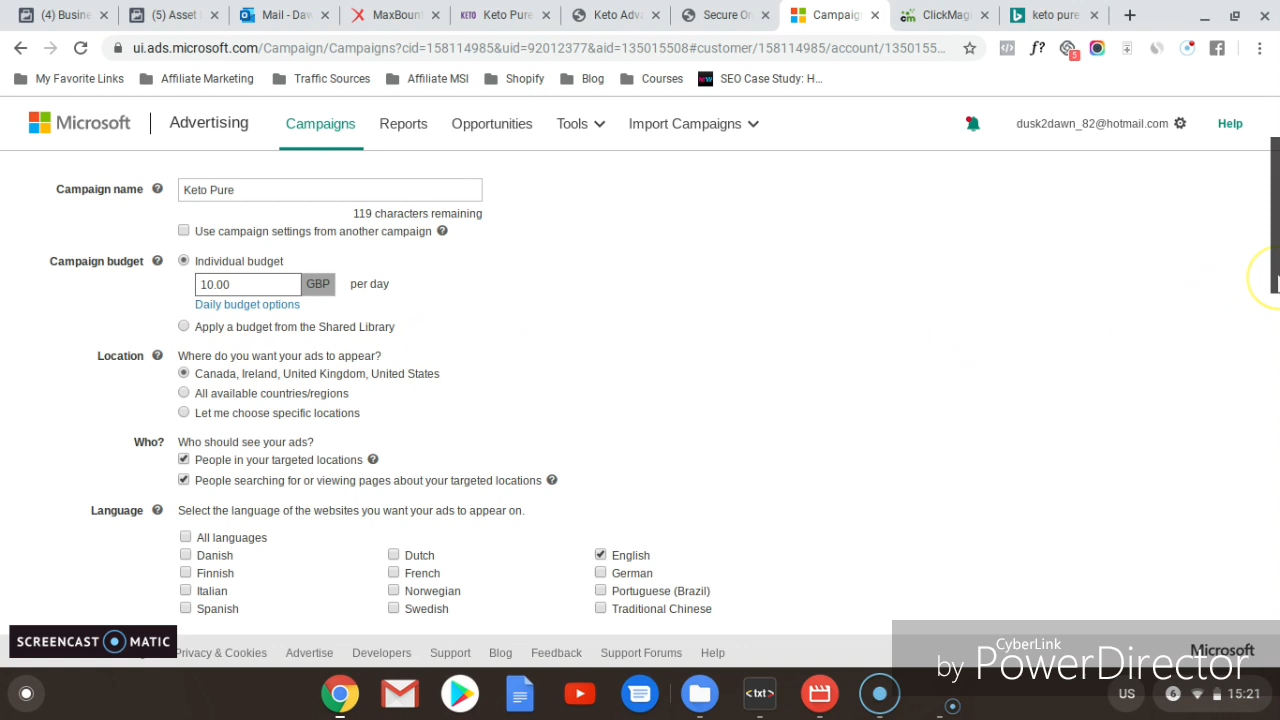 (4) Busine
(5) Asset
Mail - Daw
MaxBoun
Keto Pure
Keto Adva
Secure Or
Campaig
ClickMagi
keto pure
ui.ads.microsoft.com/Campaign/Campaigns?cid=158114985&uid=92012377&aid=135015508#customer/158114985/account/1350155...
f?
5
My Favorite Links
Affiliate Marketing
Traffic Sources
Affiliate MSI
Shopify
Blog
Courses
SEO Case Study: H...
Microsoft
Advertising
Campaigns
Reports
Opportunities
Tools
Import Campaigns
dusk2dawn_82@hotmail.com
Help
Campaign name
Keto Pure
119 characters remaining
Use campaign settings from another campaign
Campaign budget
Individual budget
10.00 GBP per day
Daily budget options
Apply a budget from the Shared Library
Location
Where do you want your ads to appear?
Canada, Ireland, United Kingdom, United States
All available countries/regions
Let me choose specific locations
Who?
Who should see your ads?
People in your targeted locations
People searching for or viewing pages about your targeted locations
Language
Select the language of the websites you want your ads to appear on.
All languages
Danish Dutch English
Finnish French German
Italian Norwegian Portuguese (Brazil)
Spanish Swedish Traditional Chinese
SCREENCAST MATIC
Privacy & Cookies
Advertise
Developers
Support
Blog
Feedback
Support Forums
Help
Microsoft
CyberLink
by PowerDirector
<txt>
US
6
15:21